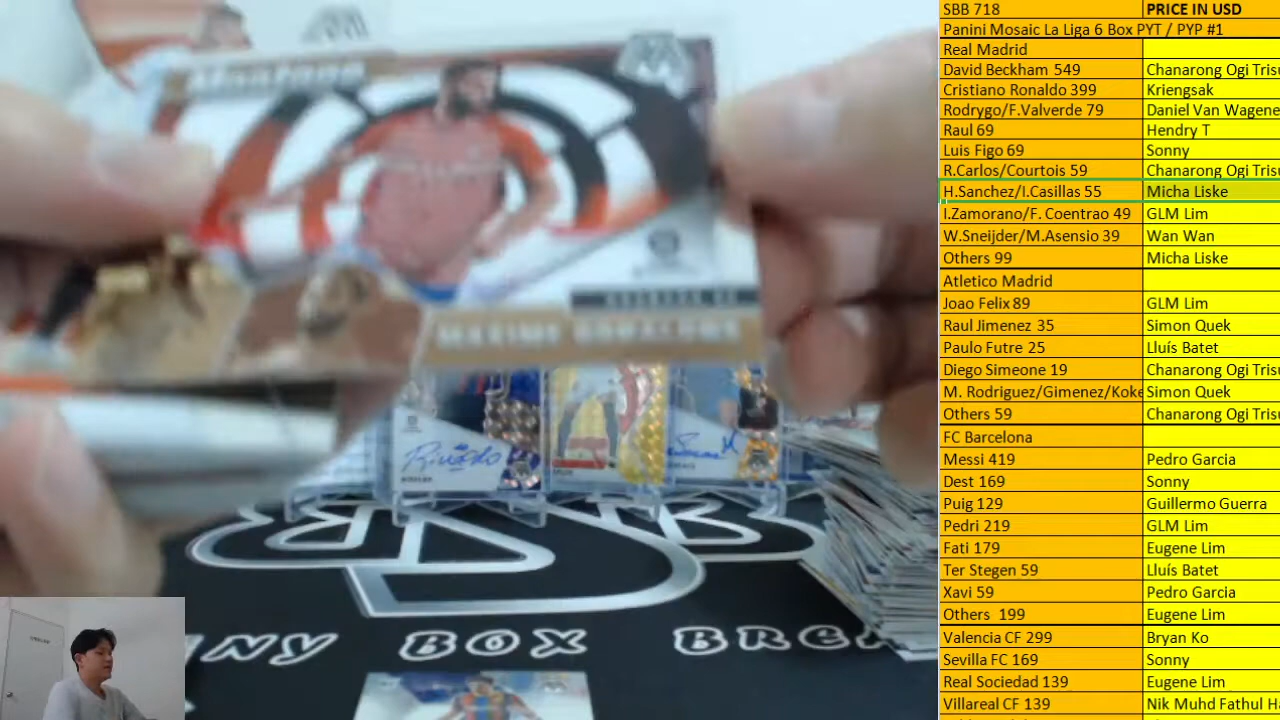 SBB 718 PRICE IN USD
Panini Mosaic La Liga 6 Box PYT / PYP #1
Real Madrid
David Beckham 549 Chanarong Ogi Trisu
Cristiano Ronaldo 399 Kriengsak
Rodrygo/F.Valverde 79 Daniel Van Wagene
Raul 69 Hendry T
Luis Figo 69 Sonny
R.Carlos/Courtois 59 Chanarong Ogi Trisu
H.Sanchez/I.Casillas 55 Micha Liske
I.Zamorano/F. Coentrao 49 GLM Lim
W.Sneijder/M.Asensio 39 Wan Wan
Others 99 Micha Liske
Atletico Madrid
Joao Felix 89 GLM Lim
Raul Jimenez 35 Simon Quek
Paulo Futre 25 Lluís Batet
Diego Simeone 19 Chanarong Ogi Trisu
M. Rodriguez/Gimenez/Koke Simon Quek
Others 59 Chanarong Ogi Trisu
FC Barcelona
Messi 419 Pedro Garcia
Dest 169 Sonny
Puig 129 Guillermo Guerra
Pedri 219 GLM Lim
Fati 179 Eugene Lim
Ter Stegen 59 Lluís Batet
Xavi 59 Pedro Garcia
Others 199 Eugene Lim
Valencia CF 299 Bryan Ko
Sevilla FC 169 Sonny
Real Sociedad 139 Eugene Lim
Villareal CF 139 Nik Muhd Fathul Ha
MAXIME GONALONS
Rivaldo
NNY BOX BREA